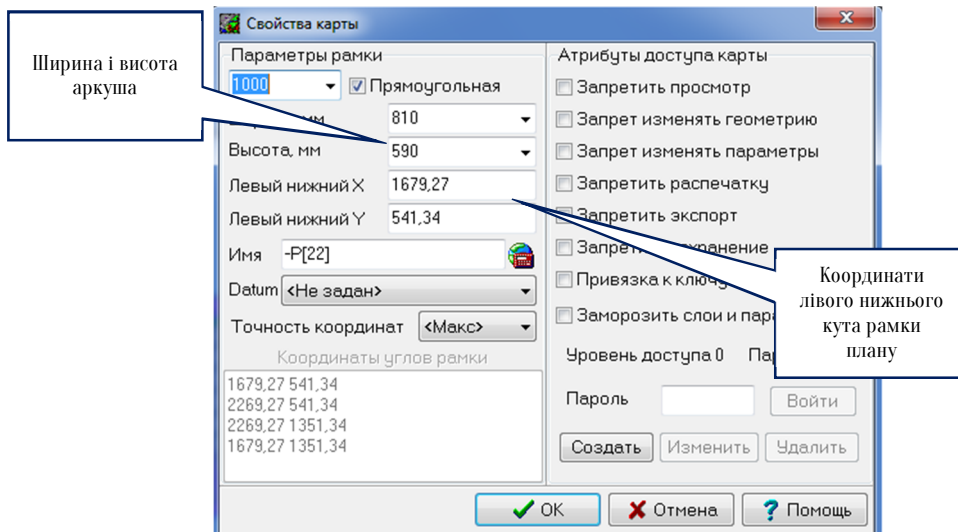 Свойства карты
Ширина і висота
аркуша
Параметры рамки
1000
Прямоугольная
мм
810
Высота, мм
590
Левый нижний X
1679,27
Левый нижний Y
541,34
Имя
-P[22]
Datum
<Не задан>
Точность координат
<Макс>
Координаты углов рамки
1679,27 541,34
2269,27 541,34
2269,27 1351,34
1679,27 1351,34
Атрибуты доступа карты
Запретить просмотр
Запрет изменять геометрию
Запрет изменять параметры
Запретить распечатку
Запретить экспорт
Привязка к ключу
Заморозить слои и
Уровень доступа 0
Пароль
Войти
Создать
Изменить
Удалить
Координати
лівого нижнього
кута рамки
плану
OK
Отмена
Помощь